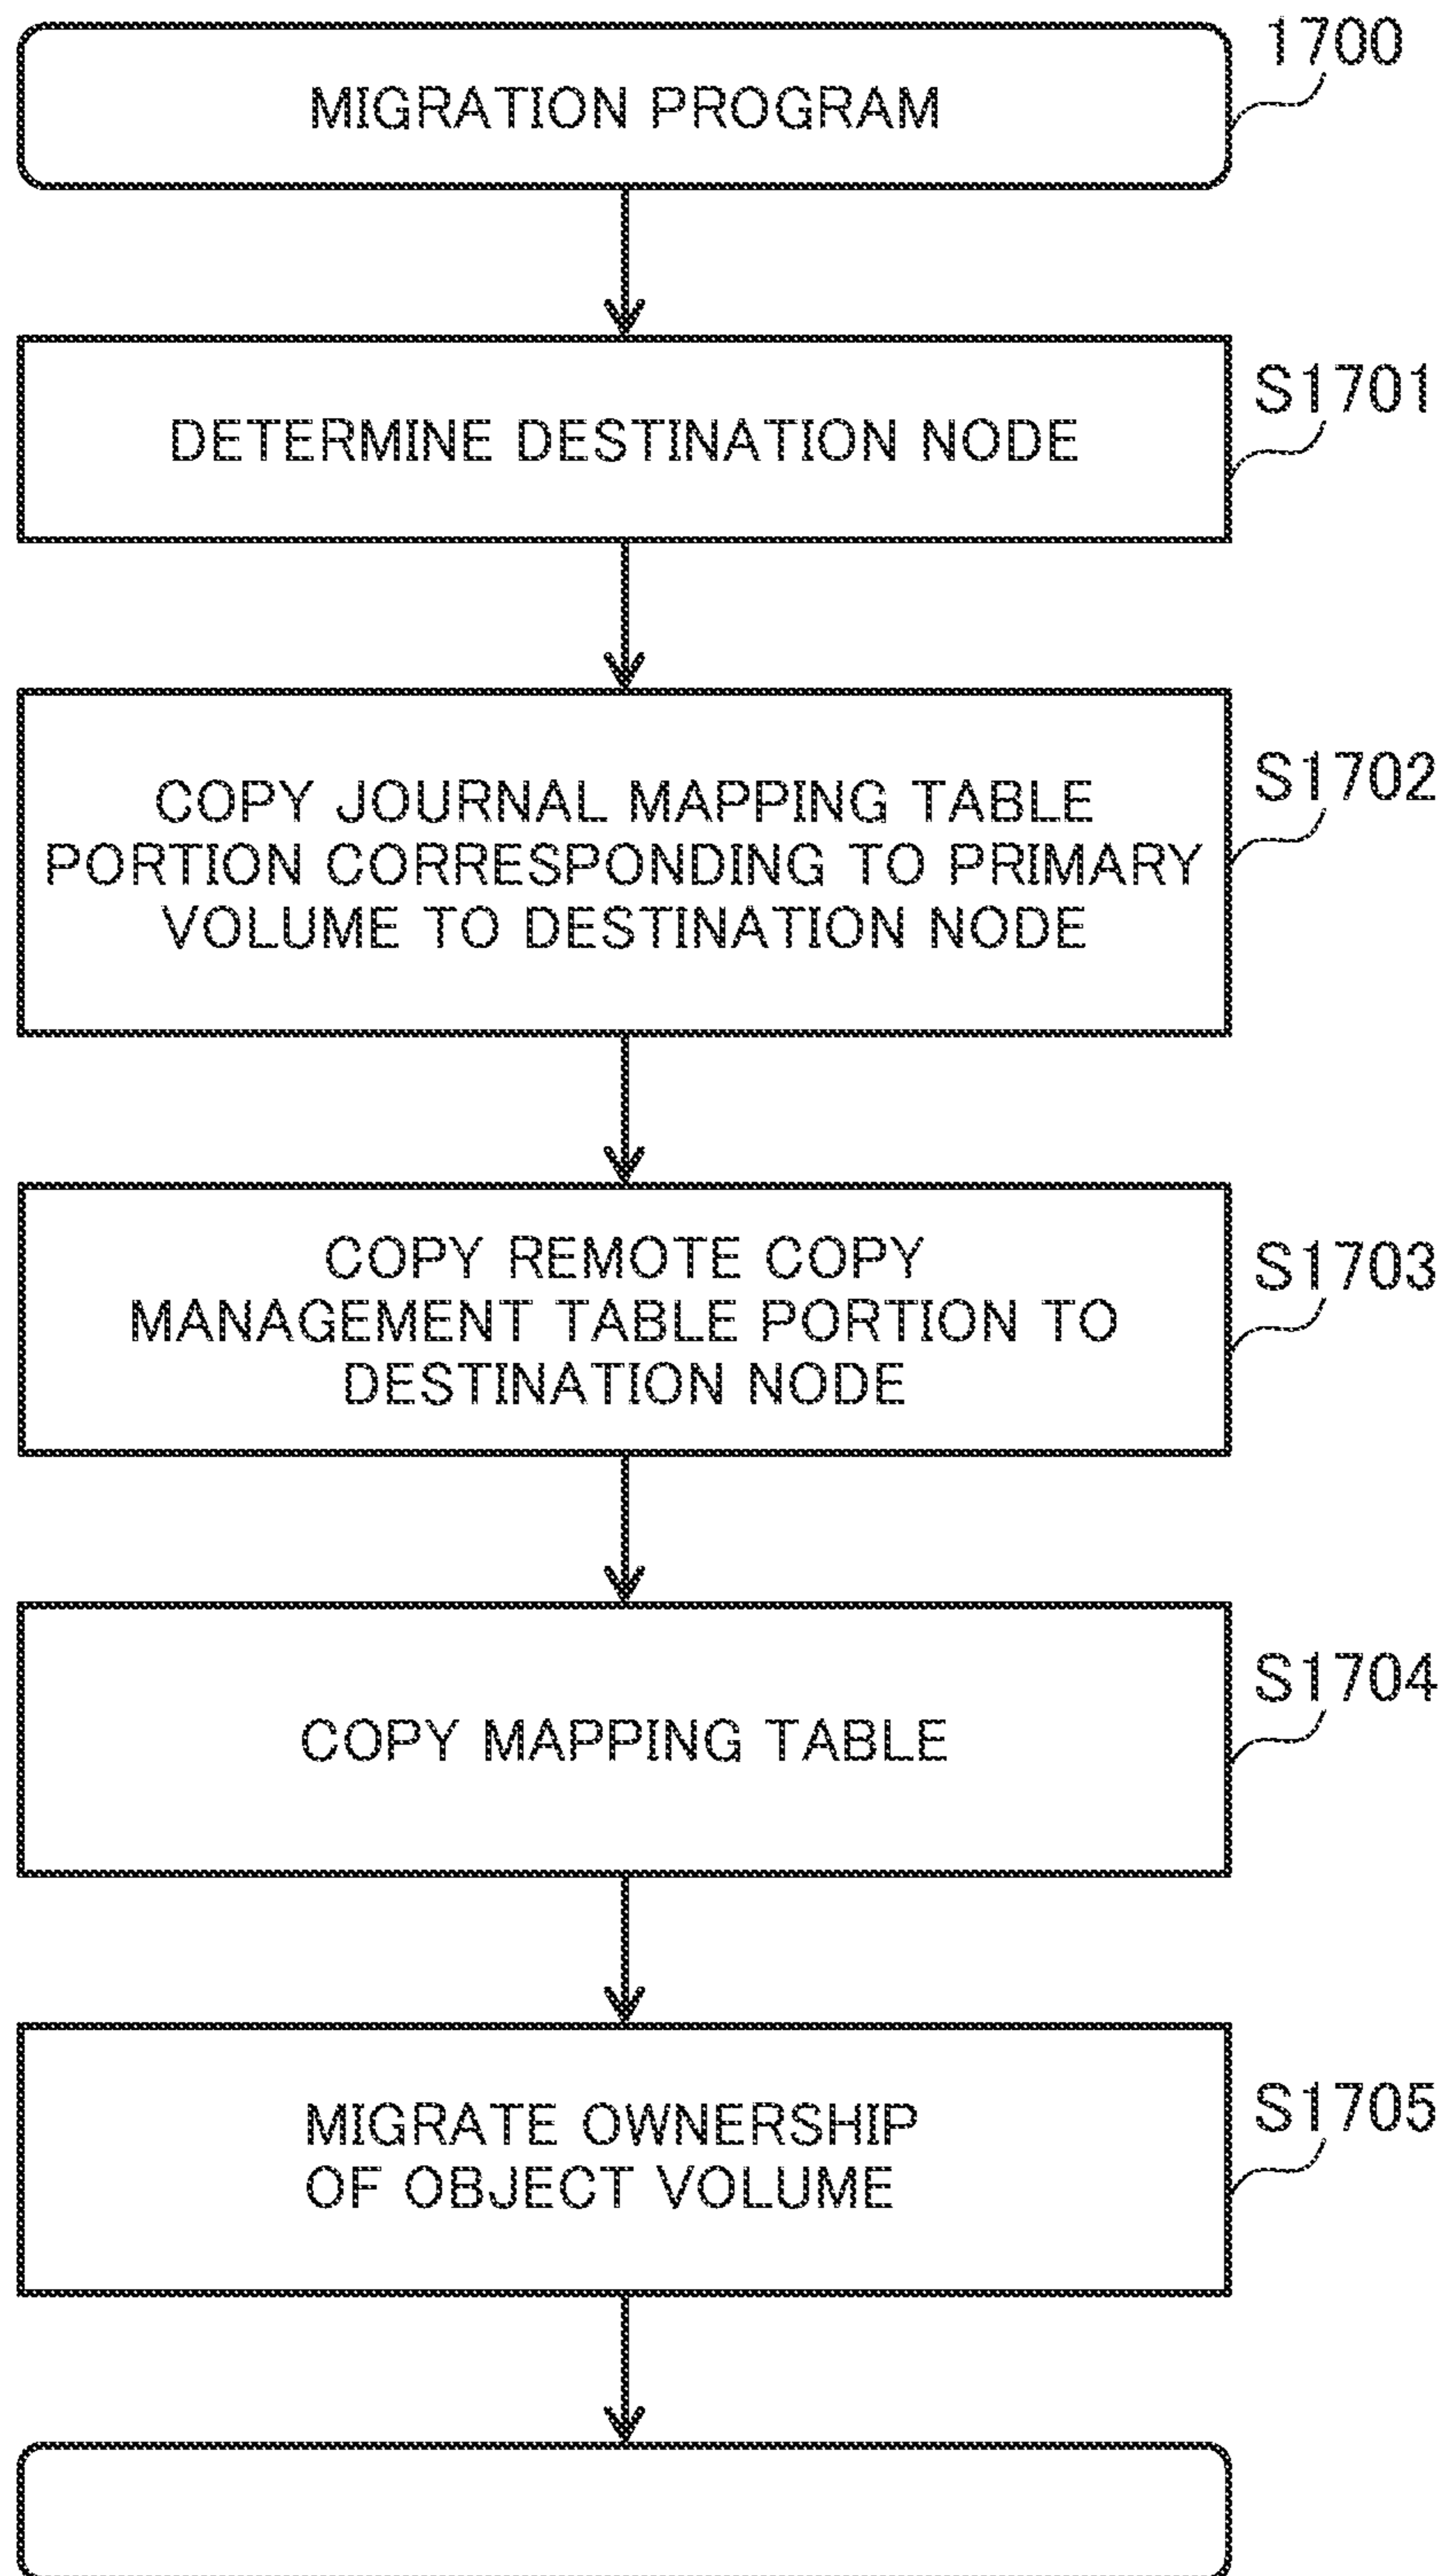 1700
MIGRATION PROGRAM
S1701
DETERMINE DESTINATION NODE
S1702
COPY JOURNAL MAPPING TABLE
PORTION CORRESPONDING TO PRIMARY
VOLUME TO DESTINATION NODE
S1703
COPY REMOTE COPY
MANAGEMENT TABLE PORTION TO
DESTINATION NODE
S1704
COPY MAPPING TABLE
S1705
MIGRATE OWNERSHIP
OF OBJECT VOLUME